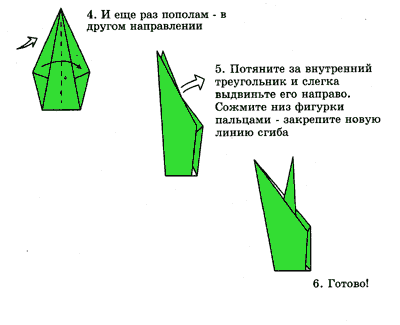 4. И еще раз пополам - в
другом направлении
5. Потяните за внутренний
треугольник и слегка
выдвиньте его направо.
Сожмите низ фигурки
пальцами - закрепите новую
линию сгиба
6. Готово!